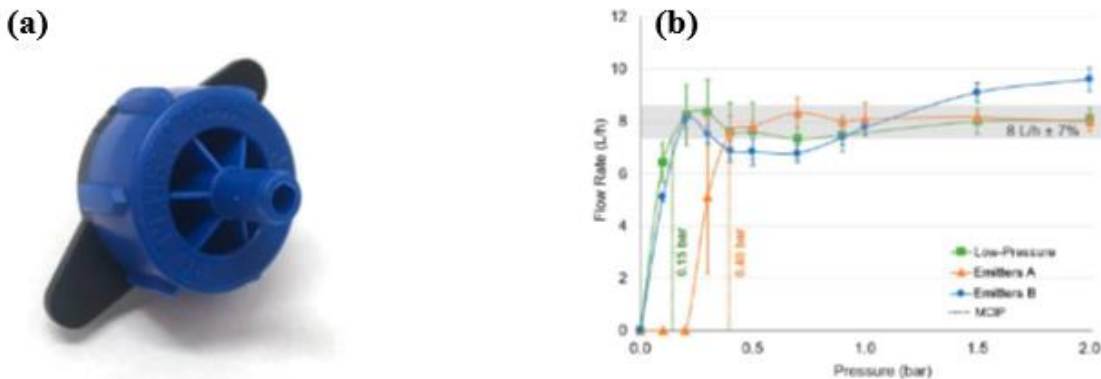 (a)
(b)
12
10
8
6
4
2
0
Flow Rate (L/h)
8 L/h ± 7%
0.15 bar
0.40 bar
Low-Pressure
Emitters A
Emitters B
0.0
0.5
1.0
1.5
2.0
Pressure (bar)